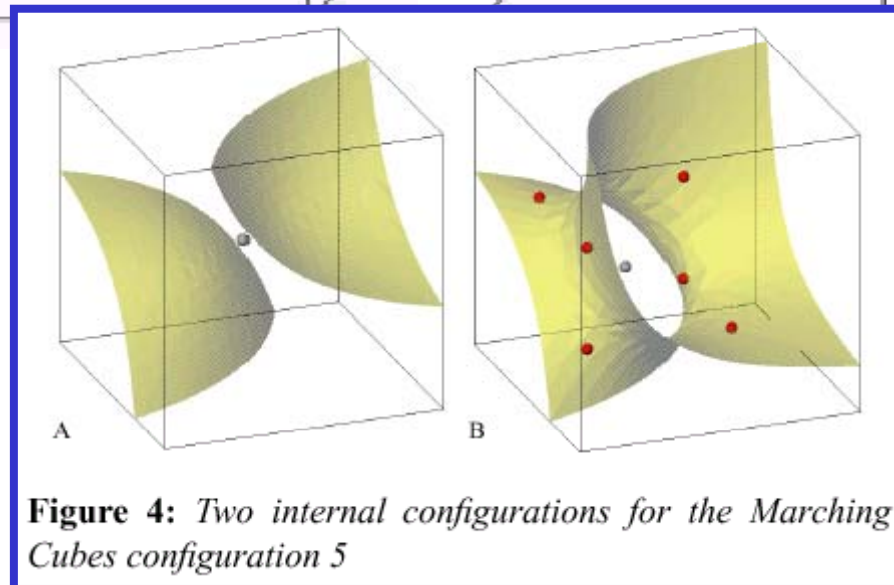 A B
Figure 4: Two internal configurations for the Marching
Cubes configuration 5